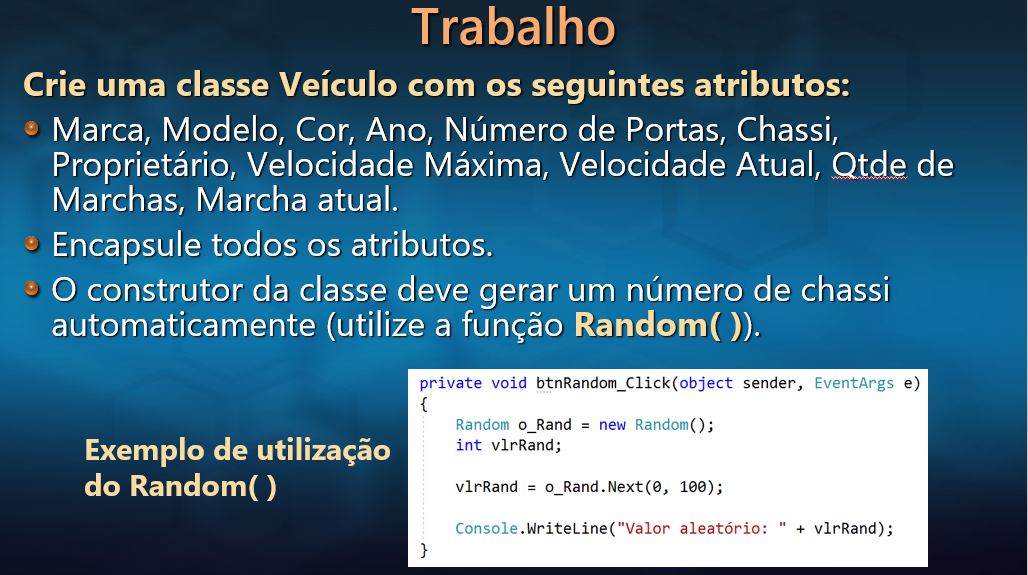 Trabalho
Crie uma classe Veículo com os seguintes atributos:
Marca, Modelo, Cor, Ano, Número de Portas, Chassi,
Proprietário, Velocidade Máxima, Velocidade Atual, Qtde de
Marchas, Marcha atual.
Encapsule todos os atributos.
O construtor da classe deve gerar um número de chassi
automaticamente (utilize a função Random( )).
Exemplo de utilização
do Random( )
private void btnRandom_Click(object sender, EventArgs e)
{
Random o_Rand = new Random();
int vlrRand;
vlrRand = o_Rand.Next(0, 100);
Console.WriteLine("Valor aleatório: " + vlrRand);
}